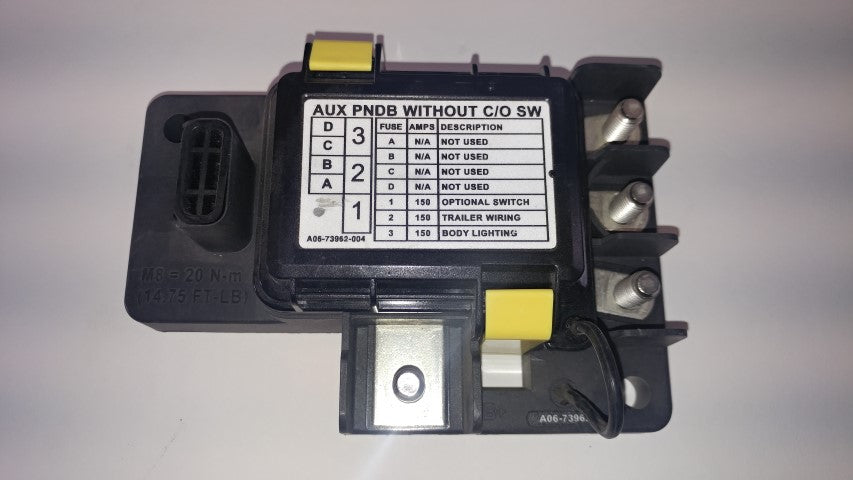 AUX PNDB WITHOUT C/O SW
D
C
B
A
3
2
1
FUSE AMPS DESCRIPTION
A N/A NOT USED
B N/A NOT USED
C N/A NOT USED
D N/A NOT USED
1 150 OPTIONAL SWITCH
2 150 TRAILER WIRING
3 150 BODY LIGHTING
A06-73962-004
M8 = 20 N-m
(14.75 FT-LB)